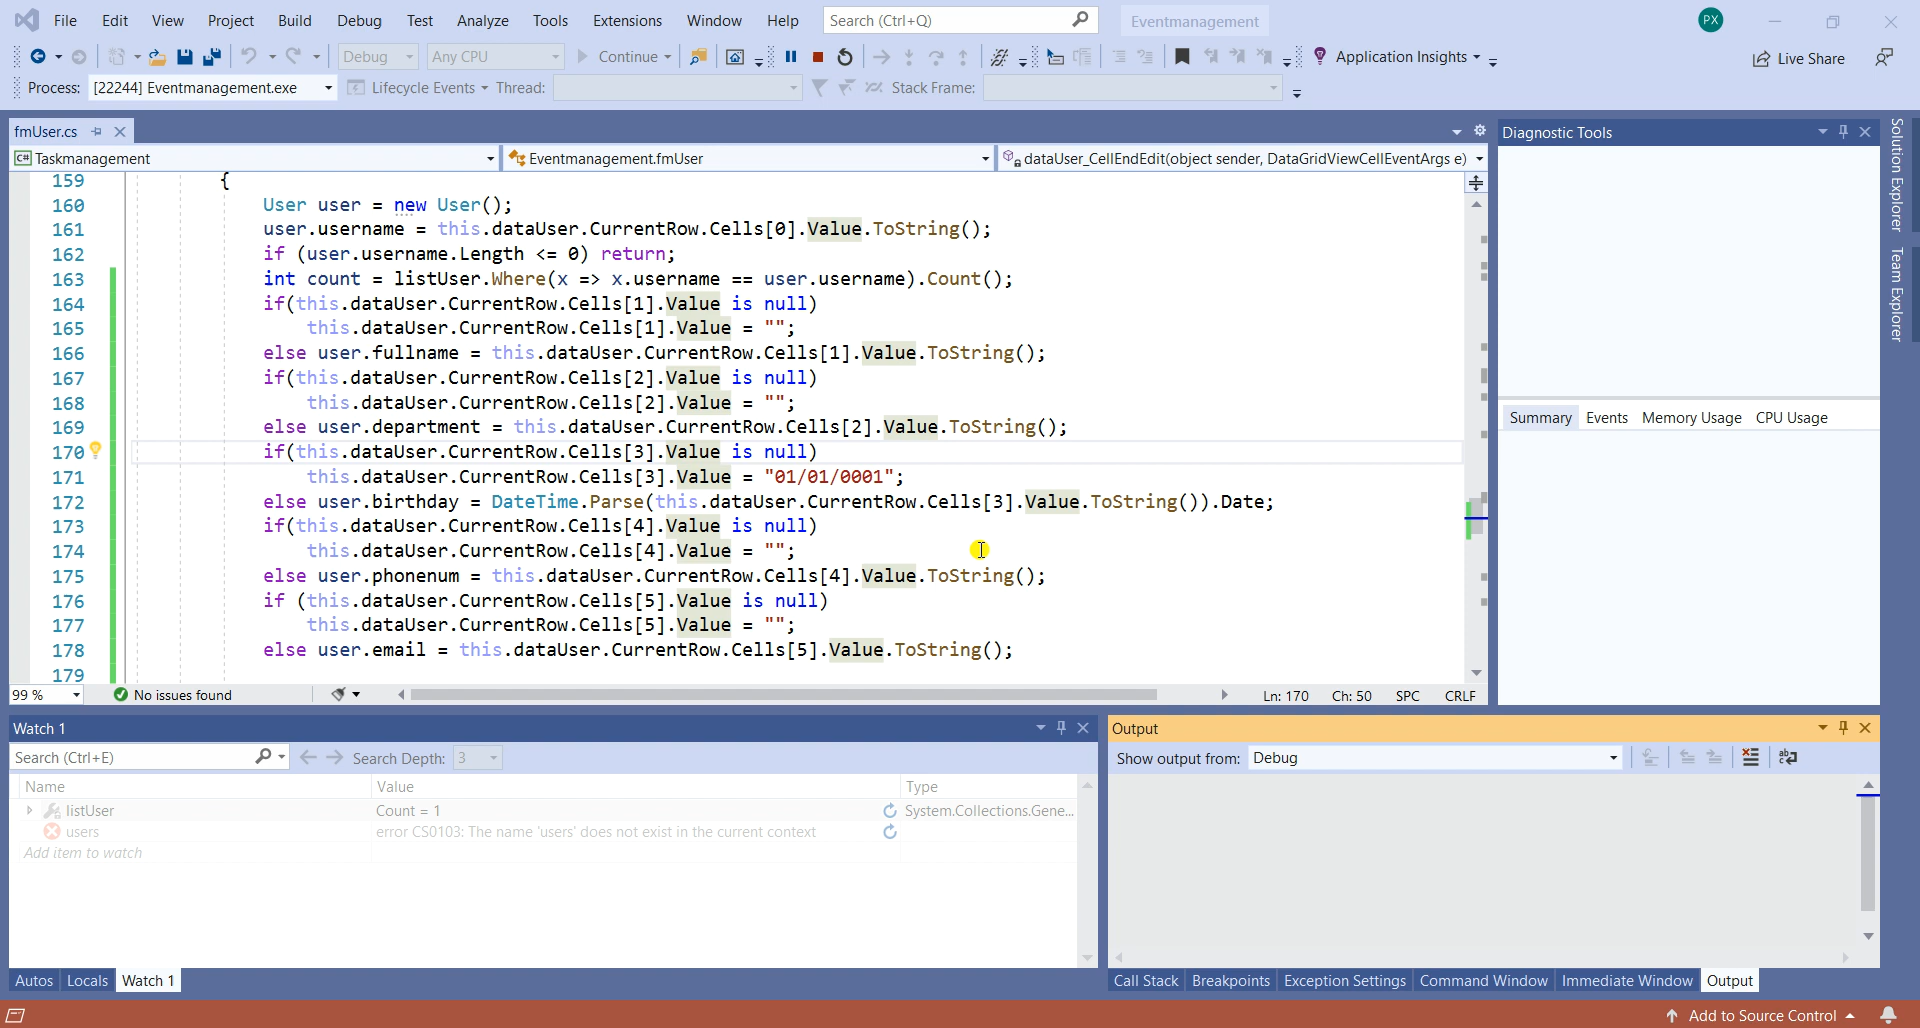 File Edit View Project Build Debug Test Analyze Tools Extensions Window Help Search (Ctrl+Q) Eventmanagement PX
Debug Any CPU Continue Application Insights Live Share
Process: [22244] Eventmanagement.exe Lifecycle Events Thread: Stack Frame:
fmUser.cs
C# Taskmanagement Eventmanagement.fmUser dataUser_CellEndEdit(object sender, DataGridViewCellEventArgs e)
159 {
160 User user = new User();
161 user.username = this.dataUser.CurrentRow.Cells[0].Value.ToString();
162 if (user.username.Length <= 0) return;
163 int count = listUser.Where(x => x.username == user.username).Count();
164 if(this.dataUser.CurrentRow.Cells[1].Value is null)
165 this.dataUser.CurrentRow.Cells[1].Value = "";
166 else user.fullname = this.dataUser.CurrentRow.Cells[1].Value.ToString();
167 if(this.dataUser.CurrentRow.Cells[2].Value is null)
168 this.dataUser.CurrentRow.Cells[2].Value = "";
169 else user.department = this.dataUser.CurrentRow.Cells[2].Value.ToString();
170 if(this.dataUser.CurrentRow.Cells[3].Value is null)
171 this.dataUser.CurrentRow.Cells[3].Value = "01/01/0001";
172 else user.birthday = DateTime.Parse(this.dataUser.CurrentRow.Cells[3].Value.ToString()).Date;
173 if(this.dataUser.CurrentRow.Cells[4].Value is null)
174 this.dataUser.CurrentRow.Cells[4].Value = "";
175 else user.phonenum = this.dataUser.CurrentRow.Cells[4].Value.ToString();
176 if (this.dataUser.CurrentRow.Cells[5].Value is null)
177 this.dataUser.CurrentRow.Cells[5].Value = "";
178 else user.email = this.dataUser.CurrentRow.Cells[5].Value.ToString();
179
99 % No issues found Ln: 170 Ch: 50 SPC CRLF
Diagnostic Tools
Summary Events Memory Usage CPU Usage
Solution Explorer
Team Explorer
Watch 1
Search (Ctrl+E) Search Depth: 3
Name Value Type
listUser Count = 1 System.Collections.Gene...
users error CS0103: The name 'users' does not exist in the current context
Add item to watch
Autos Locals Watch 1
Output
Show output from: Debug
Call Stack Breakpoints Exception Settings Command Window Immediate Window Output
Add to Source Control